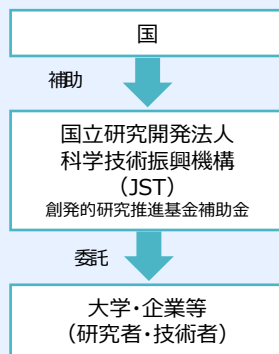 国
補助
国立研究開発法人
科学技術振興機構
（JST）
創発的研究推進基金補助金
委託
大学・企業等
（研究者・技術者）